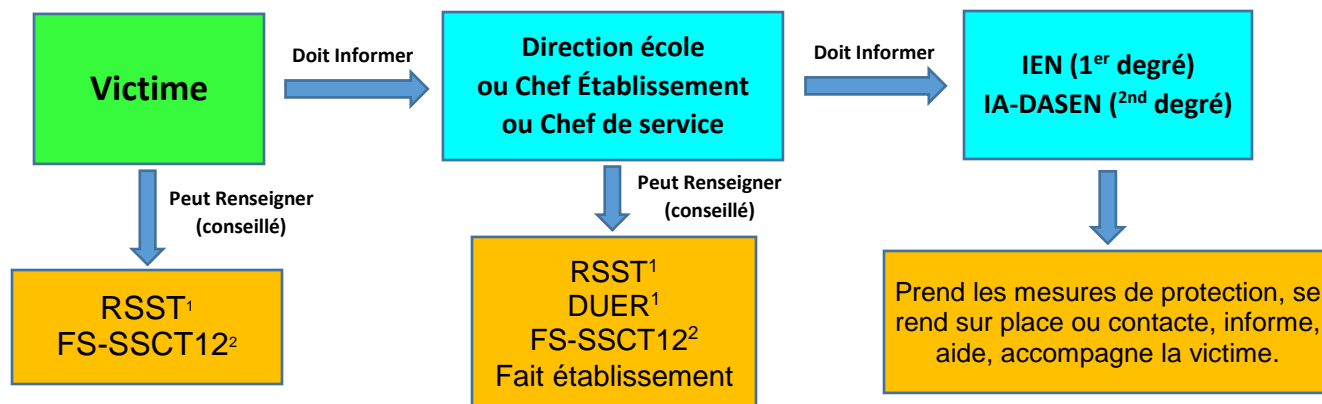 Victime
Doit Informer
Direction école
ou Chef Établissement
ou Chef de service
Doit Informer
IEN (1er degré)
IA-DASEN (2nd degré)
Peut Renseigner
(conseillé)
Peut Renseigner
(conseillé)
RSST1
FS-SSCT12²
RSST1
DUER1
FS-SSCT12²
Fait établissement
Prend les mesures de protection, se
rend sur place ou contacte, informe,
aide, accompagne la victime.